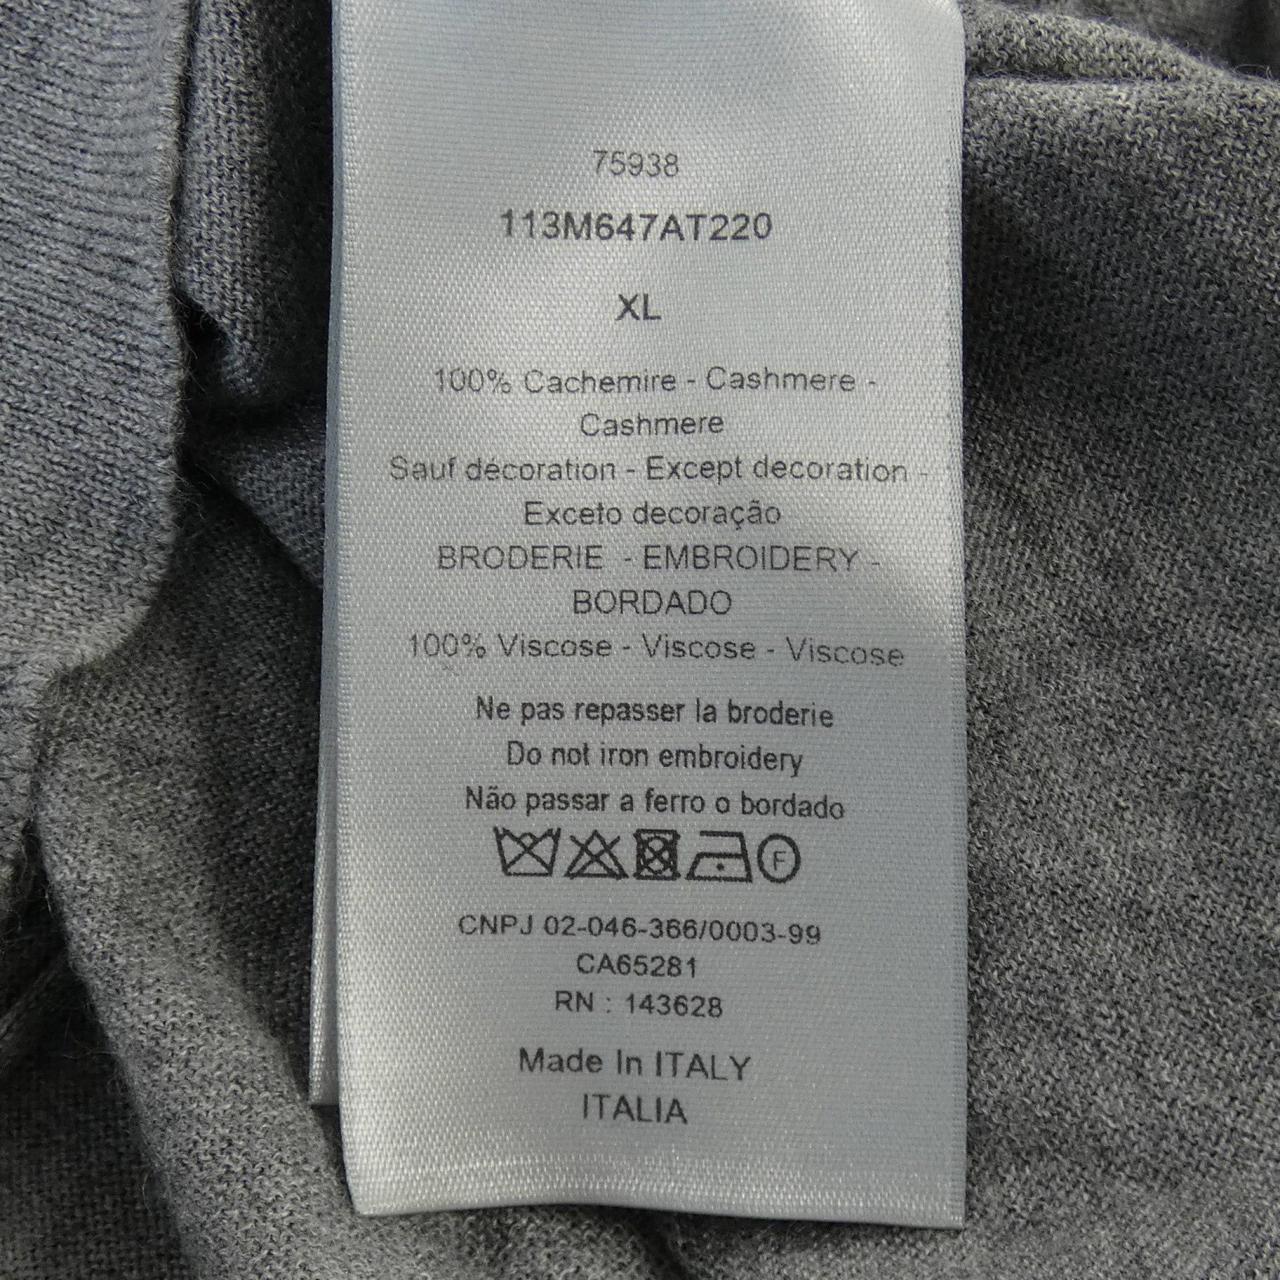 75938
113M647AT220
XL
100% Cachemire - Cashmere -
Cashmere
Sauf décoration - Except decoration -
Exceto decoração
BRODERIE - EMBROIDERY -
BORDADO
100% Viscose - Viscose - Viscose
Ne pas repasser la broderie
Do not iron embroidery
Não passar a ferro o bordado
F
CNPJ 02-046-366/0003-99
CA65281
RN : 143628
Made In ITALY
ITALIA